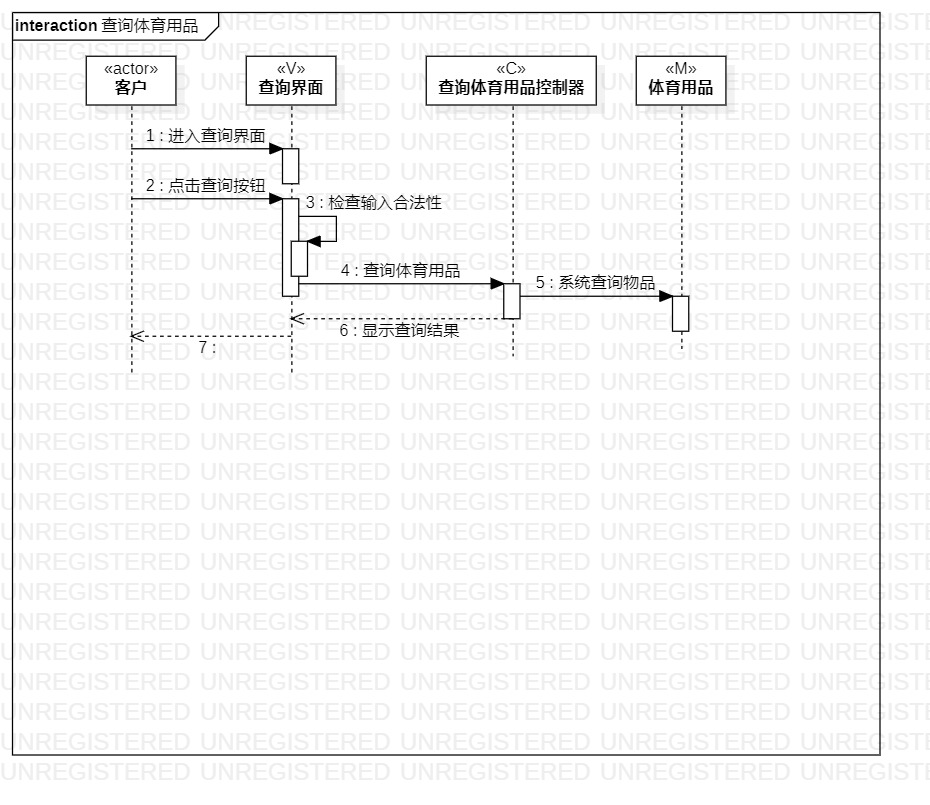 interaction 查询体育用品
«actor»
客户
«V»
查询界面
«C»
查询体育用品控制器
«M»
体育用品
1 : 进入查询界面
2 : 点击查询按钮
3 : 检查输入合法性
4 : 查询体育用品
5 : 系统查询物品
6 : 显示查询结果
7 :
UNREGISTERED UNREGISTERED UNREGISTERED UNREGISTERED UNREGISTE